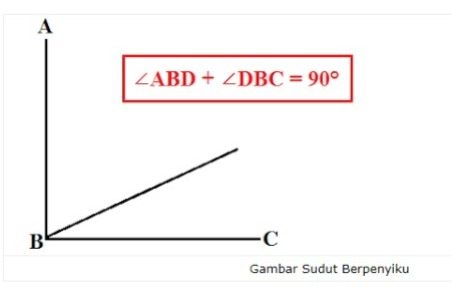 A
∠ABD + ∠DBC = 90°
B
C
Gambar Sudut Berpenyiku